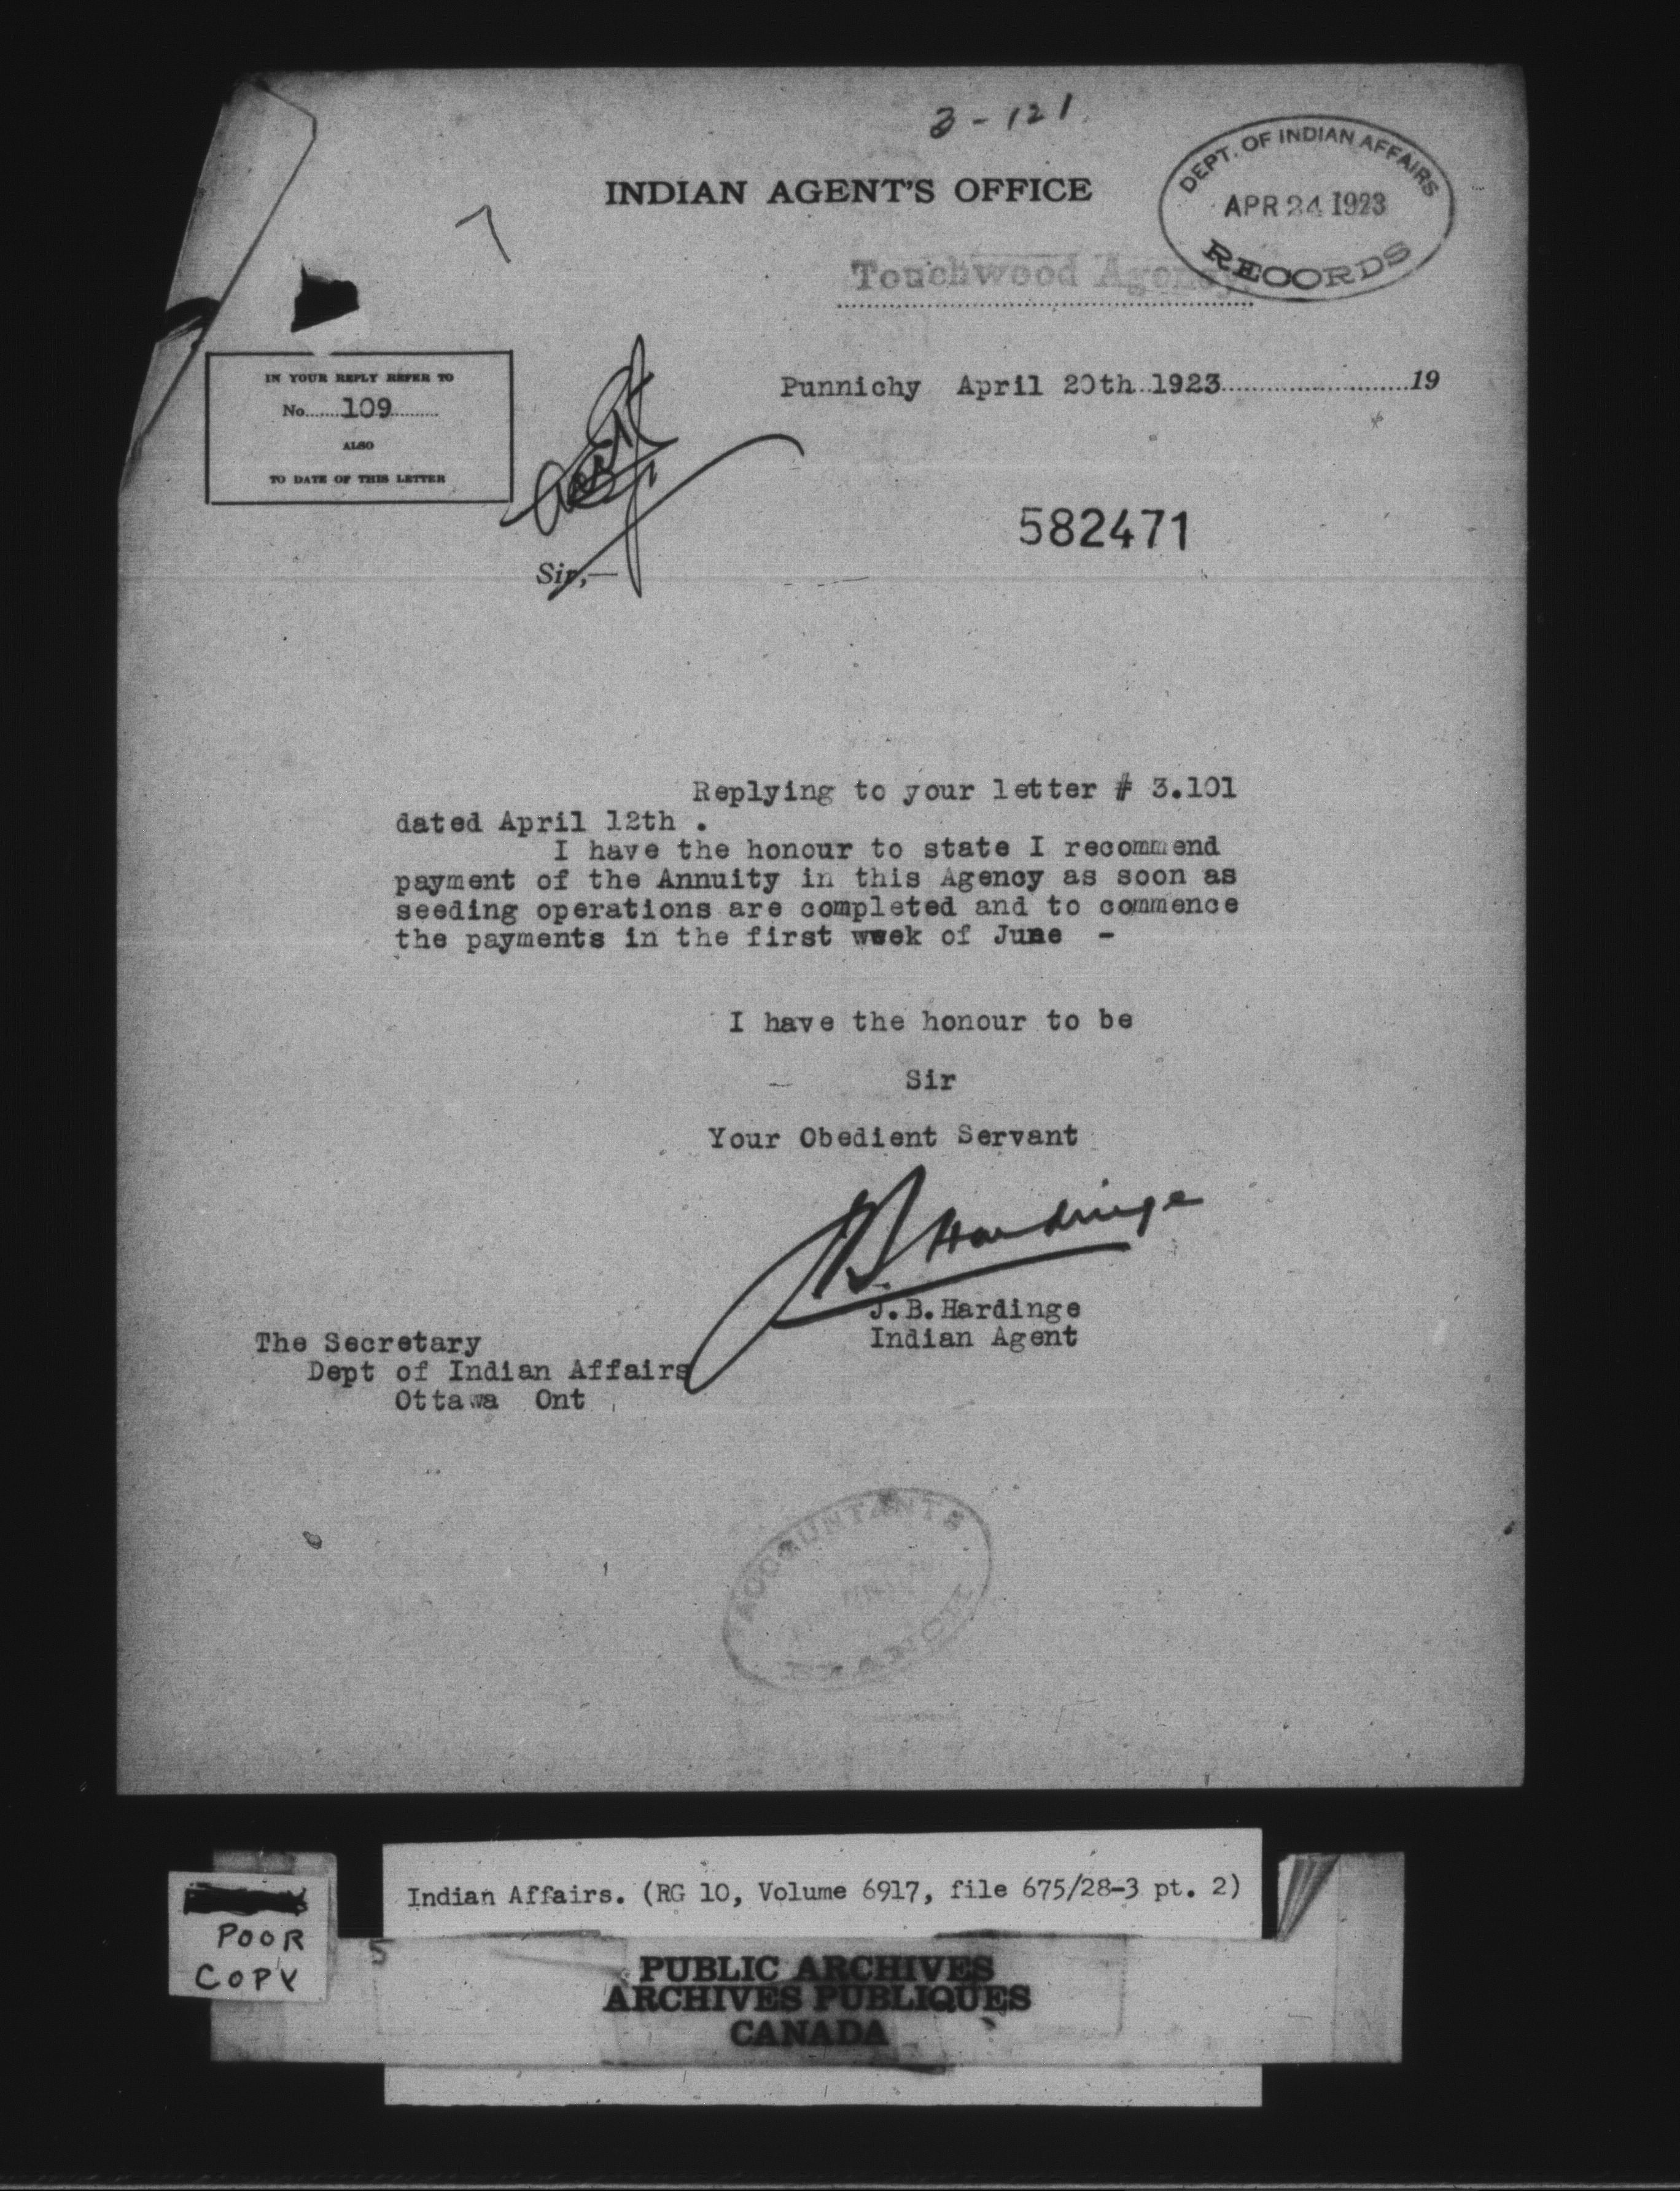 3-121
INDIAN AGENT'S OFFICE
DEPT. OF INDIAN AFFAIRS
APR 24 1923
RECORDS
Touchwood Agency.
IN YOUR REPLY REFER TO
No. 109
ALSO
TO DATE OF THIS LETTER
Punnichy April 20th 1923 19
582471
Sir,—
Replying to your letter # 3.101
dated April 12th .
I have the honour to state I recommend
payment of the Annuity in this Agency as soon as
seeding operations are completed and to commence
the payments in the first week of June -
I have the honour to be
Sir
Your Obedient Servant
JB Hardinge
J.B.Hardinge
Indian Agent
The Secretary
Dept of Indian Affairs
Ottawa Ont
ACCOUNTANT'S
BRANCH
Indian Affairs. (RG 10, Volume 6917, file 675/28-3 pt. 2)
POOR
COPY
5
PUBLIC ARCHIVES
ARCHIVES PUBLIQUES
CANADA